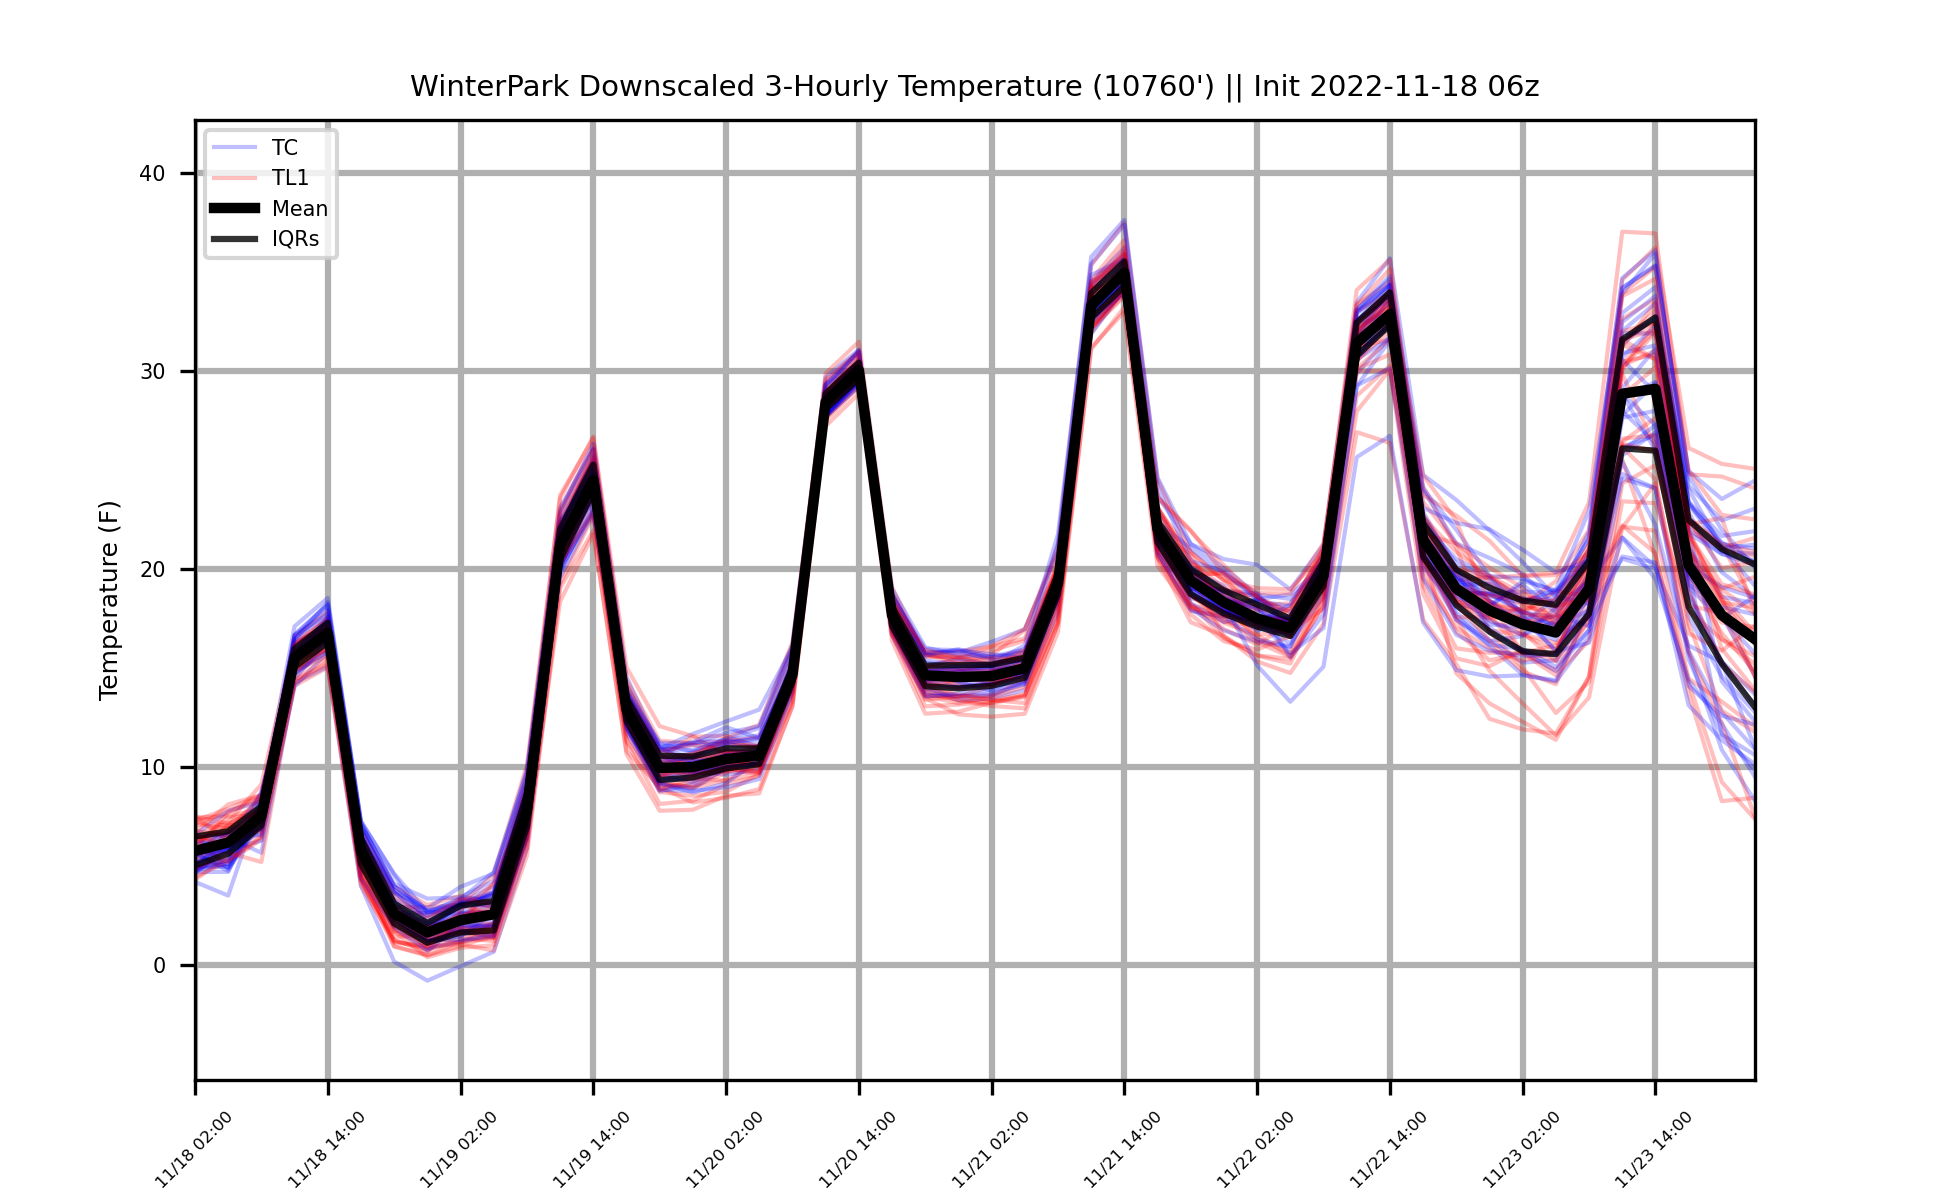 WinterPark Downscaled 3-Hourly Temperature (10760') || Init 2022-11-18 06z
TC
TL1
Mean
IQRs
Temperature (F)
40
30
20
10
0
11/18 02:00
11/18 14:00
11/19 02:00
11/19 14:00
11/20 02:00
11/20 14:00
11/21 02:00
11/21 14:00
11/22 02:00
11/22 14:00
11/23 02:00
11/23 14:00